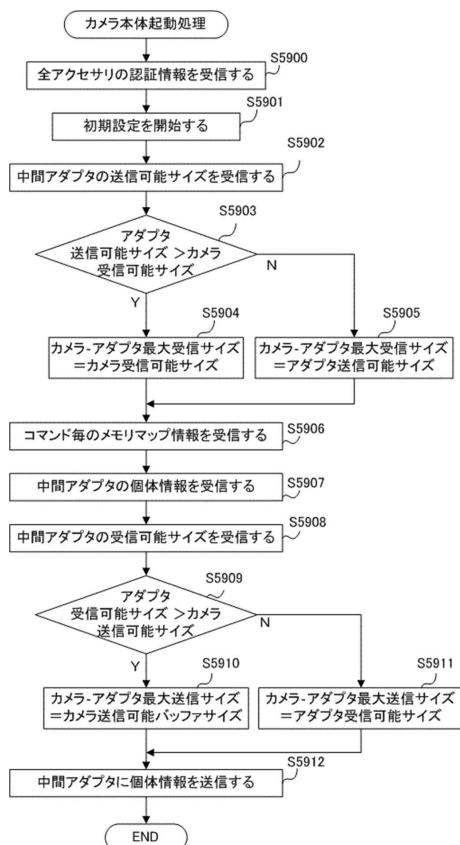 カメラ本体起動処理
S5900
全アクセサリの認証情報を受信する
S5901
初期設定を開始する
S5902
中間アダプタの送信可能サイズを受信する
S5903
アダプタ
送信可能サイズ＞カメラ
受信可能サイズ
N
Y
S5904
カメラ-アダプタ最大受信サイズ
＝カメラ受信可能サイズ
S5905
カメラ-アダプタ最大受信サイズ
＝アダプタ送信可能サイズ
S5906
コマンド毎のメモリマップ情報を受信する
S5907
中間アダプタの個体情報を受信する
S5908
中間アダプタの受信可能サイズを受信する
S5909
アダプタ
受信可能サイズ＞カメラ
送信可能サイズ
N
Y
S5910
カメラ-アダプタ最大送信サイズ
＝カメラ送信可能バッファサイズ
S5911
カメラ-アダプタ最大送信サイズ
＝アダプタ受信可能サイズ
S5912
中間アダプタに個体情報を送信する
END